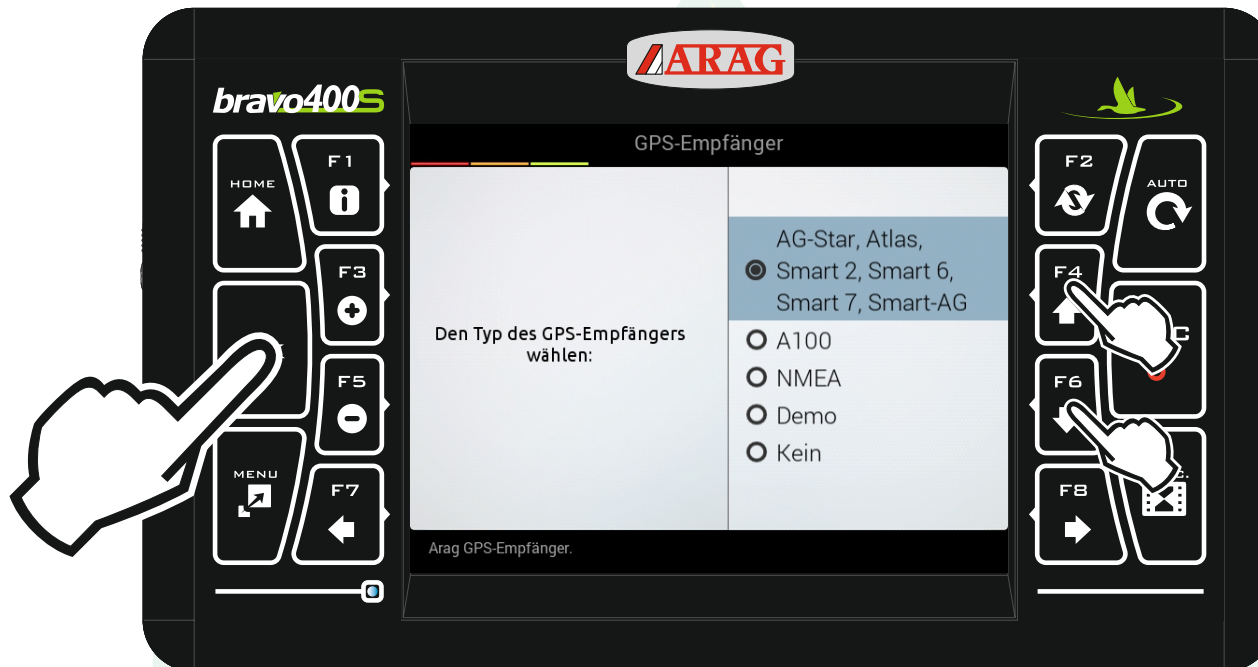 ARAG
bravo400S
GPS-Empfänger
HOME
F1
F2
AUTO
F3
F4
C
Den Typ des GPS-Empfängers
wählen:
AG-Star, Atlas,
Smart 2, Smart 6,
Smart 7, Smart-AG
A100
NMEA
Demo
Kein
F5
F6
MENU
F7
F8
C.
Arag GPS-Empfänger.